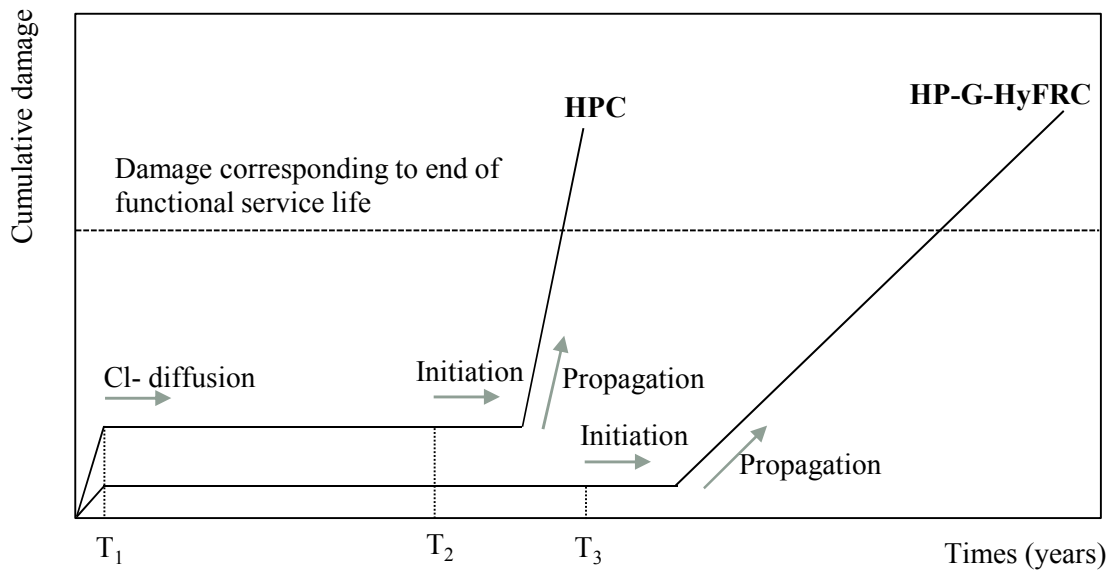 Cumulative damage
HPC
HP-G-HyFRC
Damage corresponding to end of
functional service life
Cl- diffusion
Initiation
Propagation
Initiation
Propagation
T1
T2
T3
Times (years)